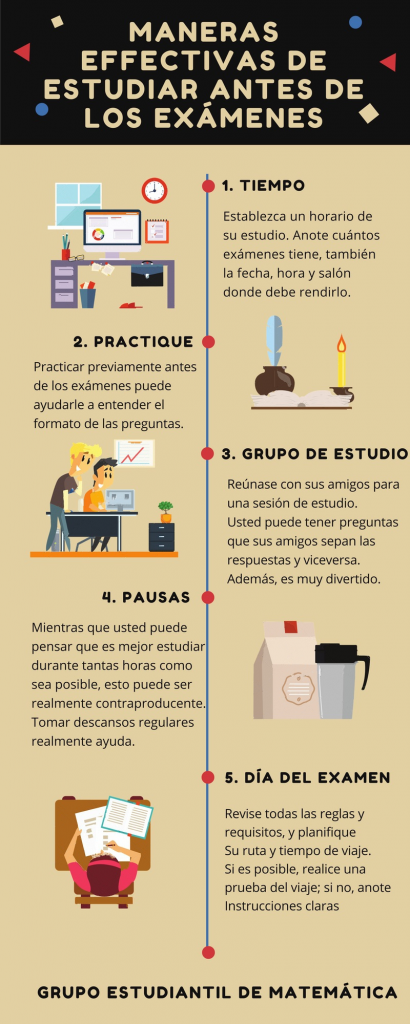 MANERAS
EFFECTIVAS DE
ESTUDIAR ANTES DE
LOS EXÁMENES
1. TIEMPO
Establezca un horario de
su estudio. Anote cuántos
exámenes tiene, también
la fecha, hora y salón
donde debe rendirlo.
2. PRACTIQUE
Practicar previamente antes
de los exámenes puede
ayudarle a entender el
formato de las preguntas.
3. GRUPO DE ESTUDIO
Reúnase con sus amigos para
una sesión de estudio.
Usted puede tener preguntas
que sus amigos sepan las
respuestas y viceversa.
Además, es muy divertido.
4. PAUSAS
Mientras que usted puede
pensar que es mejor estudiar
durante tantas horas como
sea posible, esto puede ser
realmente contraproducente.
Tomar descansos regulares
realmente ayuda.
5. DÍA DEL EXAMEN
Revise todas las reglas y
requisitos, y planifique
Su ruta y tiempo de viaje.
Si es posible, realice una
prueba del viaje; si no, anote
Instrucciones claras
GRUPO ESTUDIANTIL DE MATEMÁTICA